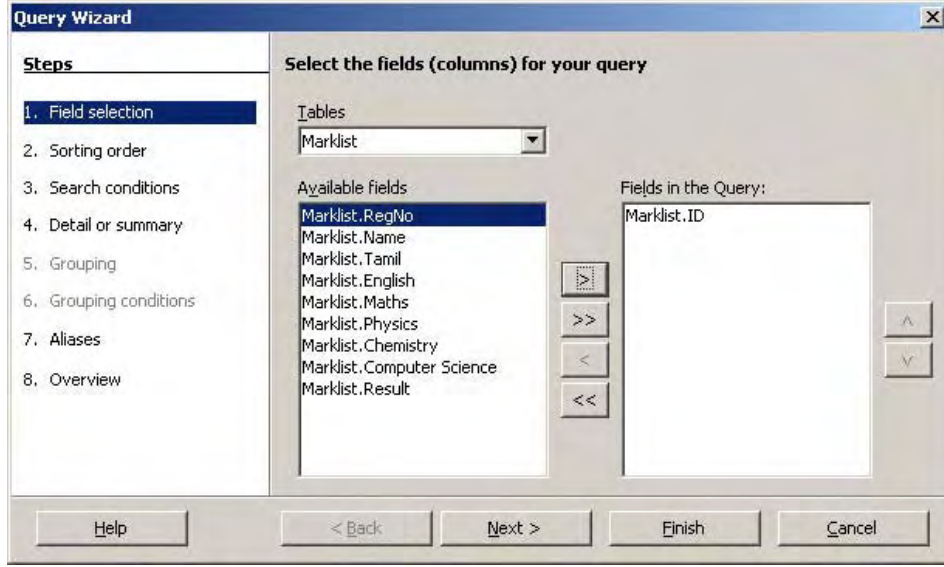 Query Wizard
Steps
1. Field selection
2. Sorting order
3. Search conditions
4. Detail or summary
5. Grouping
6. Grouping conditions
7. Aliases
8. Overview
Select the fields (columns) for your query
Tables
Marklist
Available fields
Marklist.RegNo
Marklist.Name
Marklist.Tamil
Marklist.English
Marklist.Maths
Marklist.Physics
Marklist.Chemistry
Marklist.Computer Science
Marklist.Result
>
>>
<
<<
Fields in the Query:
Marklist.ID
Help
< Back
Next >
Finish
Cancel